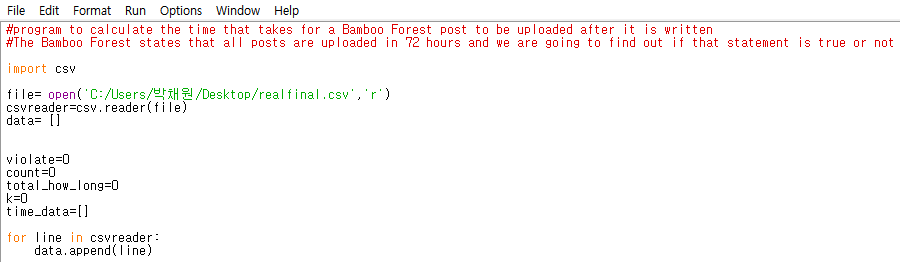 File Edit Format Run Options Window Help
#program to calculate the time that takes for a Bamboo Forest post to be uploaded after it is written
#The Bamboo Forest states that all posts are uploaded in 72 hours and we are going to find out if that statement is true or not
import csv
file= open('C:/Users/박채원/Desktop/realfinal.csv','r')
csvreader=csv.reader(file)
data= []
violate=0
count=0
total_how_long=0
k=0
time_data=[]
for line in csvreader:
    data.append(line)